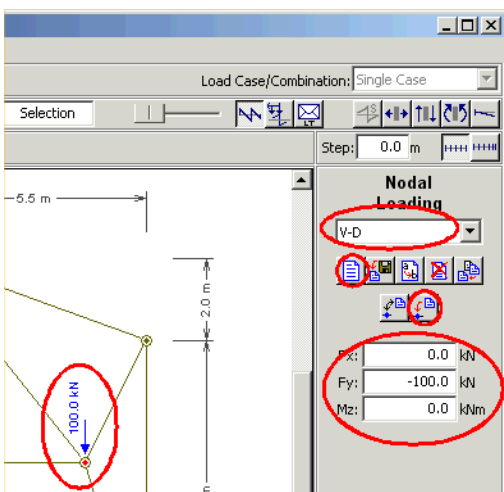 Load Case/Combination: Single Case
Selection
LT
Step: 0.0 m
5.5 m
Nodal
Loading
V-D
2.0 m
100.0 kN
Fx: 0.0 kN
Fy: -100.0 kN
Mz: 0.0 kNm